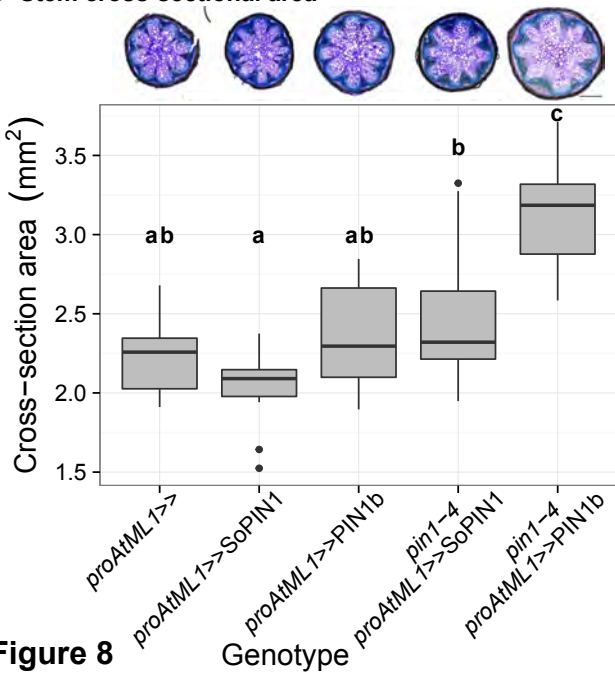 Stem cross-sectional area
c
b
ab
a
ab
Cross-section area (mm²)
3.5
3.0
2.5
2.0
1.5
proAtML1>>
proAtML1>>SoPIN1
proAtML1>>PIN1b
pin1-4
proAtML1>>SoPIN1
pin1-4
proAtML1>>PIN1b
Figure 8
Genotype